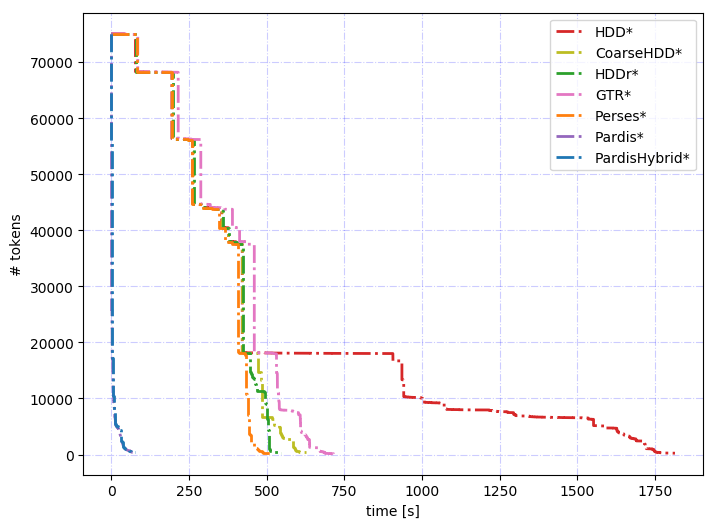 HDD*
CoarseHDD*
HDDr*
GTR*
Perses*
Pardis*
PardisHybrid*
# tokens
70000
60000
50000
40000
30000
20000
10000
0
0 250 500 750 1000 1250 1500 1750
time [s]